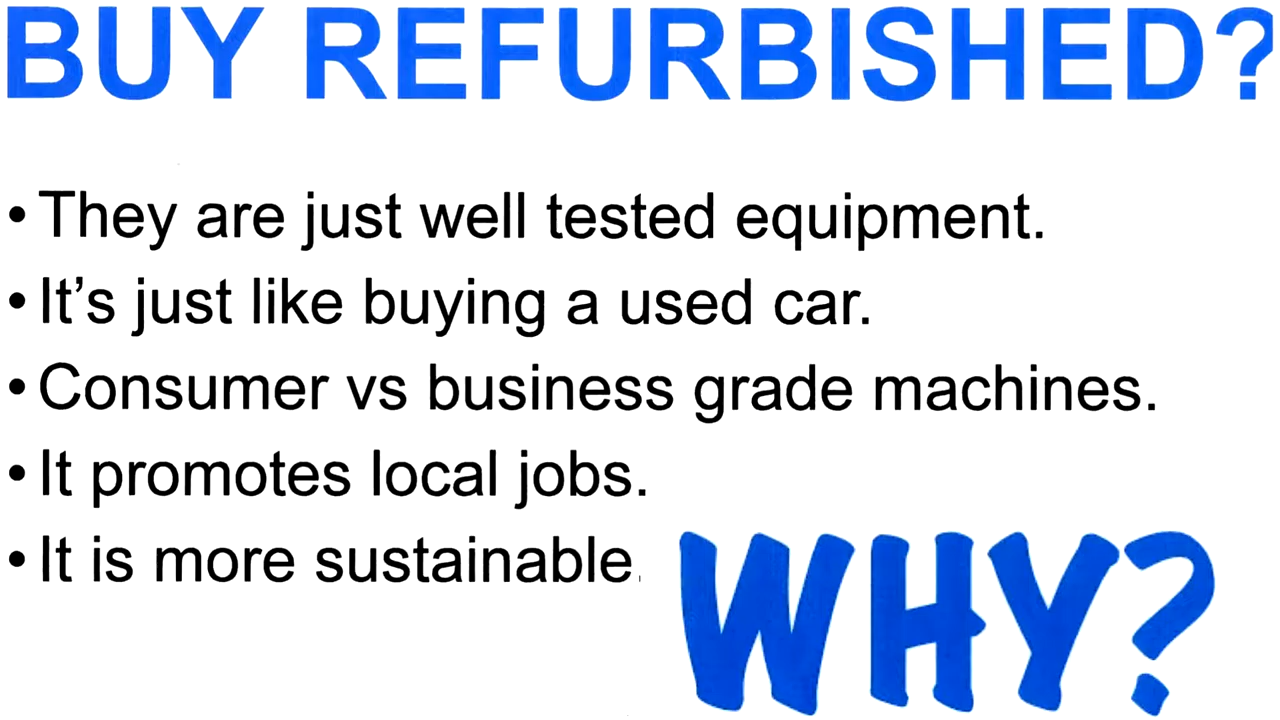 BUY REFURBISHED?
• They are just well tested equipment.
• It’s just like buying a used car.
• Consumer vs business grade machines.
• It promotes local jobs.
• It is more sustainable.
WHY?